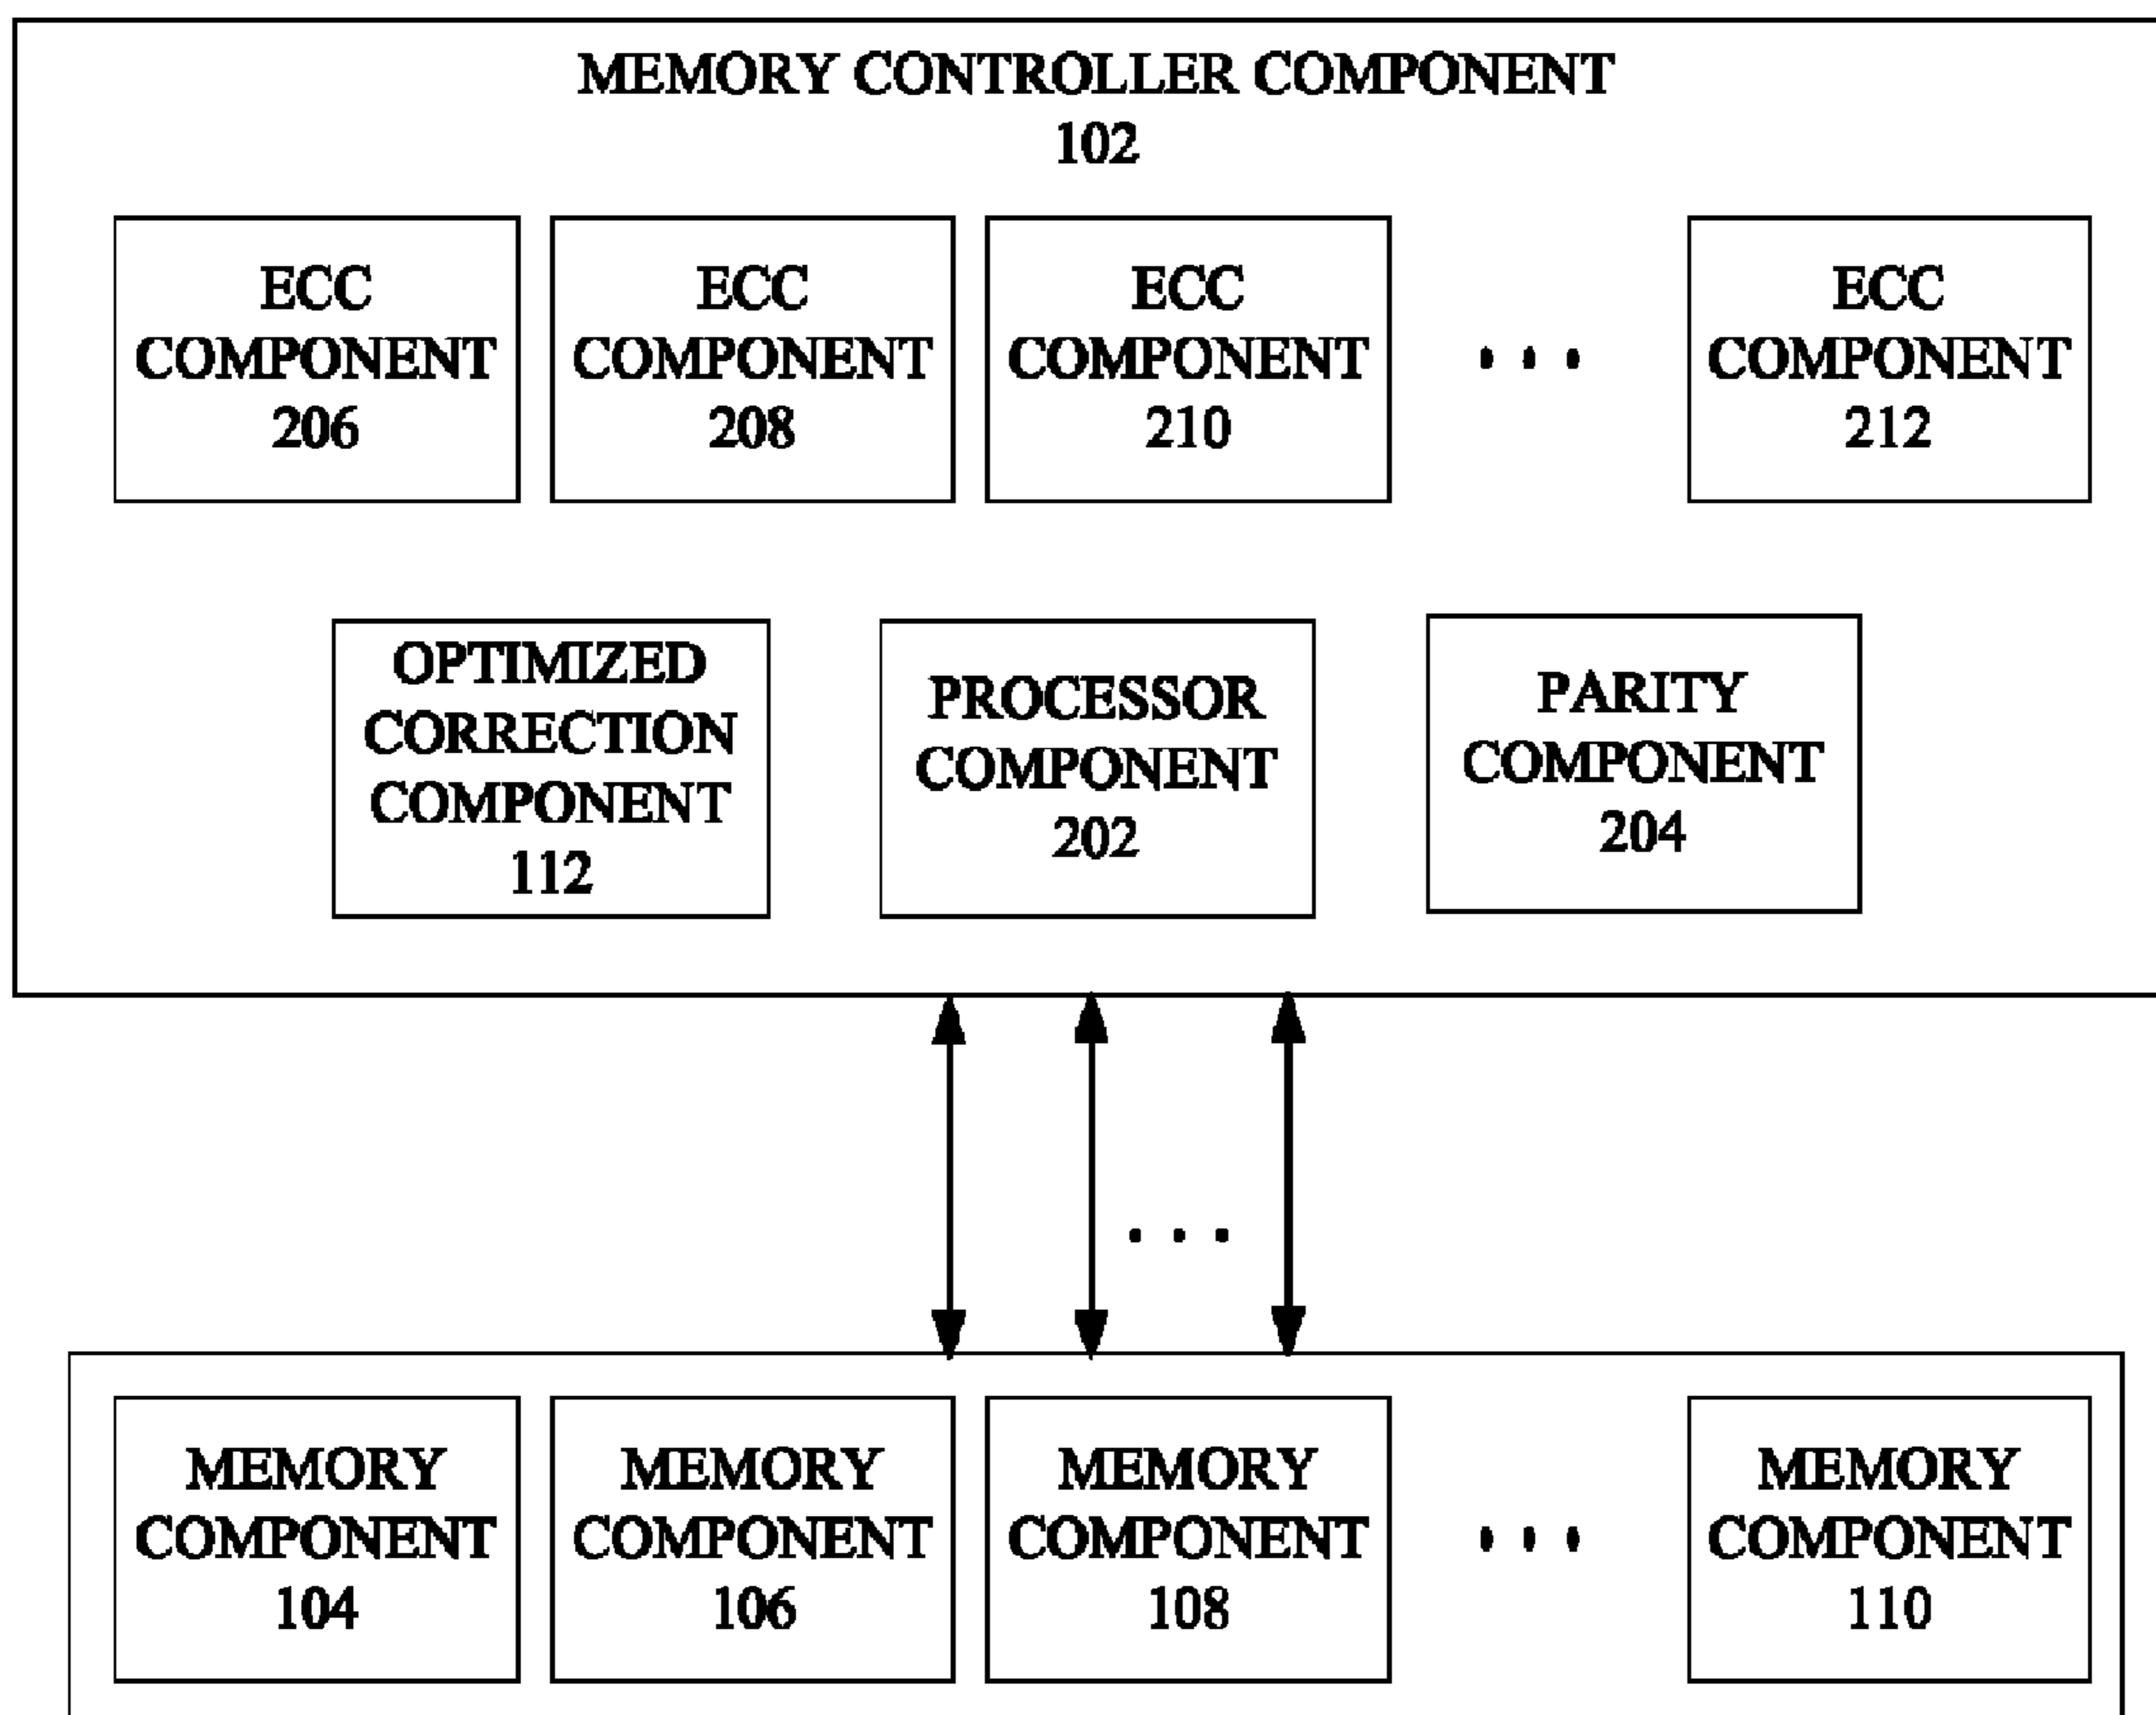 MEMORY CONTROLLER COMPONENT
102
ECC
COMPONENT
206
ECC
COMPONENT
208
ECC
COMPONENT
210
. . .
ECC
COMPONENT
212
OPTIMIZED
CORRECTION
COMPONENT
112
PROCESSOR
COMPONENT
202
PARITY
COMPONENT
204
. . .
MEMORY
COMPONENT
104
MEMORY
COMPONENT
106
MEMORY
COMPONENT
108
. . .
MEMORY
COMPONENT
110